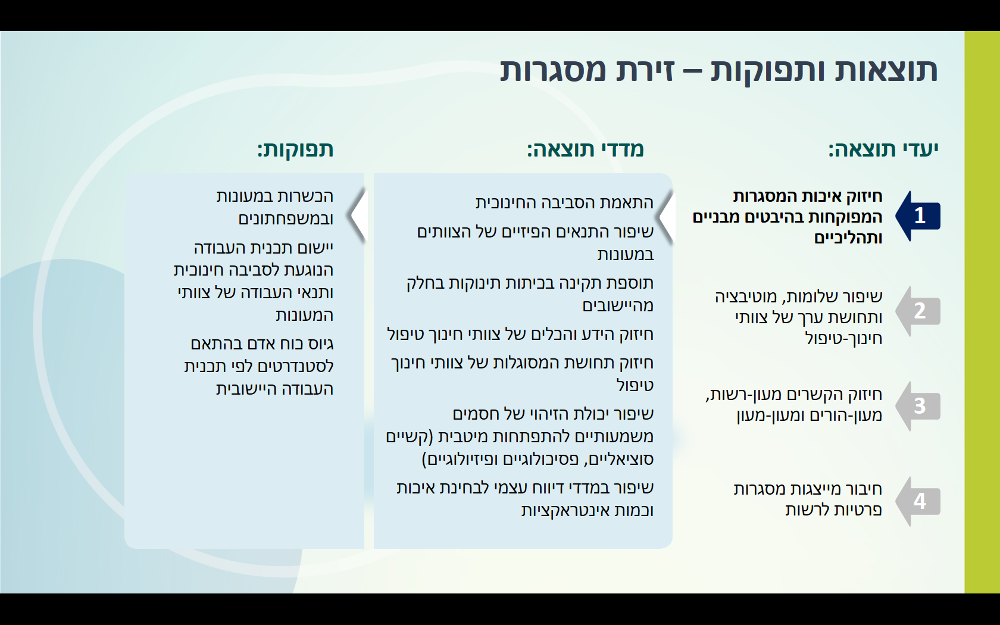 תוצאות ותפוקות – זירת מסגרות
יעדי תוצאה:
1
חיזוק איכות המסגרות
המפוקחות בהיבטים מבניים
ותהליכיים
2
שיפור שלומות, מוטיבציה
ותחושת ערך של צוותי
חינוך-טיפול
3
חיזוק הקשרים מעון-רשות,
מעון-הורים ומעון-מעון
4
חיבור מייצגות מסגרות
פרטיות לרשות
מדדי תוצאה:
התאמת הסביבה החינוכית
שיפור התנאים הפיזיים של הצוותים
במעונות
תוספת תקינה בכיתות תינוקות בחלק
מהיישובים
חיזוק הידע והכלים של צוותי חינוך טיפול
חיזוק תחושת המסוגלות של צוותי חינוך
טיפול
שיפור יכולת הזיהוי של חסמים
משמעותיים להתפתחות מיטבית (קשיים
סוציאליים, פסיכולוגיים ופיזיולוגיים)
שיפור במדדי דיווח עצמי לבחינת איכות
וכמות אינטראקציות
תפוקות:
הכשרות במעונות
ובמשפחתונים
יישום תכנית העבודה
הנוגעת לסביבה חינוכית
ותנאי העבודה של צוותי
המעונות
גיוס כוח אדם בהתאם
לסטנדרטים לפי תכנית
העבודה היישובית